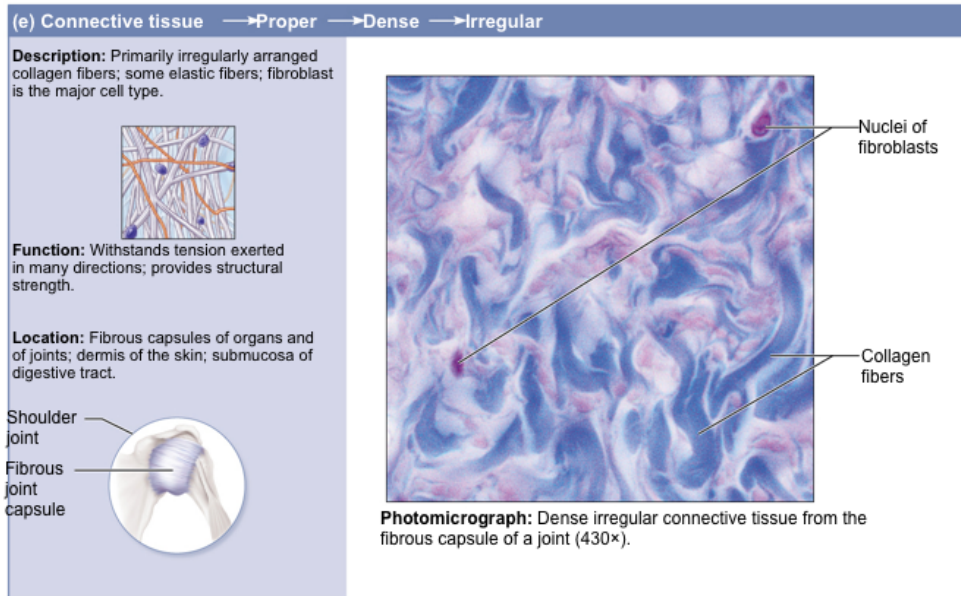 (e) Connective tissue → Proper → Dense → Irregular
Description: Primarily irregularly arranged
collagen fibers; some elastic fibers; fibroblast
is the major cell type.
Function: Withstands tension exerted
in many directions; provides structural
strength.
Location: Fibrous capsules of organs and
of joints; dermis of the skin; submucosa of
digestive tract.
Shoulder
joint
Fibrous
joint
capsule
Nuclei of
fibroblasts
Collagen
fibers
Photomicrograph: Dense irregular connective tissue from the
fibrous capsule of a joint (430×).